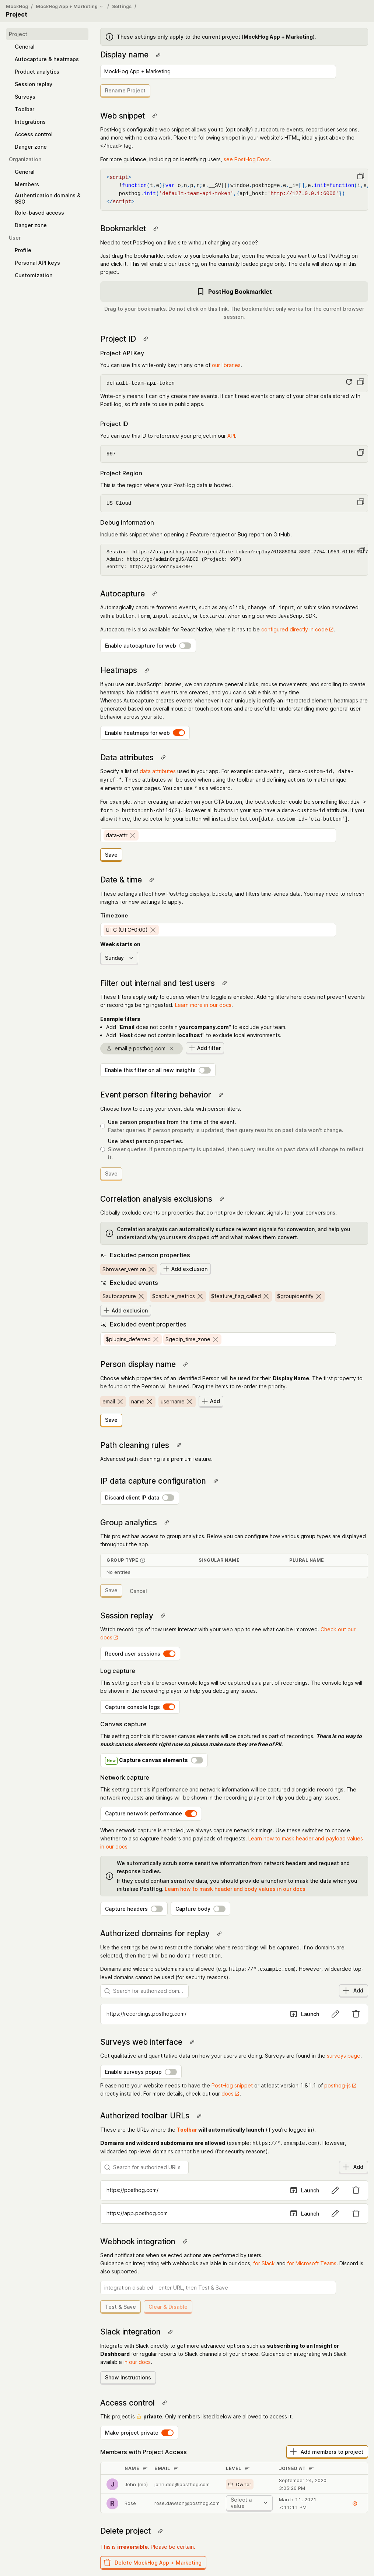 MockHog / MockHog App + Marketing / Settings /
Project
Project
General
Autocapture & heatmaps
Product analytics
Session replay
Surveys
Toolbar
Integrations
Access control
Danger zone
Organization
General
Members
Authentication domains &
SSO
Role-based access
Danger zone
User
Profile
Personal API keys
Customization
These settings only apply to the current project (MockHog App + Marketing).
Display name
MockHog App + Marketing
Rename Project
Web snippet
PostHog's configurable web snippet allows you to (optionally) autocapture events, record user sessions,
and more with no extra work. Place the following snippet in your website's HTML, ideally just above the
</head> tag.
For more guidance, including on identifying users, see PostHog Docs.
<script>
!function(t,e){var o,n,p,r;e.__SV||(window.posthog=e,e._i=[],e.init=function(i,s,
posthog.init('default-team-api-token',{api_host:'http://127.0.0.1:6006'})
</script>
Bookmarklet
Need to test PostHog on a live site without changing any code?
Just drag the bookmarklet below to your bookmarks bar, open the website you want to test PostHog on
and click it. This will enable our tracking, on the currently loaded page only. The data will show up in this
project.
PostHog Bookmarklet
Drag to your bookmarks. Do not click on this link. The bookmarklet only works for the current browser
session.
Project ID
Project API Key
You can use this write-only key in any one of our libraries.
default-team-api-token
Write-only means it can only create new events. It can't read events or any of your other data stored with
PostHog, so it's safe to use in public apps.
Project ID
You can use this ID to reference your project in our API.
997
Project Region
This is the region where your PostHog data is hosted.
US Cloud
Debug information
Include this snippet when opening a Feature request or Bug report on GitHub.
Admin: http://go/adminOrgUS/ABCD (Project: 997)
Sentry: http://go/sentryUS/997
Autocapture
Automagically capture frontend events, such as any click, change of input, or submission associated
with a button, form, input, select, or textarea, when using our web JavaScript SDK.
Autocapture is also available for React Native, where it has to be configured directly in code.
Enable autocapture for web
Heatmaps
If you use our JavaScript libraries, we can capture general clicks, mouse movements, and scrolling to create
heatmaps. No additional events are created, and you can disable this at any time.
Whereas Autocapture creates events whenever it can uniquely identify an interacted element, heatmaps are
generated based on overall mouse or touch positions and are useful for understanding more general user
behavior across your site.
Enable heatmaps for web
Data attributes
Specify a list of data attributes used in your app. For example: data-attr, data-custom-id, data-
myref-*. These attributes will be used when using the toolbar and defining actions to match unique
elements on your pages. You can use * as a wildcard.
For example, when creating an action on your CTA button, the best selector could be something like: div >
form > button:nth-child(2). However all buttons in your app have a data-custom-id attribute. If you
allow it here, the selector for your button will instead be button[data-custom-id='cta-button'].
data-attr
Save
Date & time
These settings affect how PostHog displays, buckets, and filters time-series data. You may need to refresh
insights for new settings to apply.
Time zone
UTC (UTC±0:00)
Week starts on
Sunday
Filter out internal and test users
These filters apply only to queries when the toggle is enabled. Adding filters here does not prevent events
or recordings being ingested. Learn more in our docs.
Example filters
Add "Email does not contain yourcompany.com" to exclude your team.
Add "Host does not contain localhost" to exclude local environments.
email ∌ posthog.com
Add filter
Enable this filter on all new insights
Event person filtering behavior
Choose how to query your event data with person filters.
Use person properties from the time of the event.
Faster queries. If person property is updated, then query results on past data won't change.
Use latest person properties.
Slower queries. If person property is updated, then query results on past data will change to reflect
it.
Save
Correlation analysis exclusions
Globally exclude events or properties that do not provide relevant signals for your conversions.
Correlation analysis can automatically surface relevant signals for conversion, and help you
understand why your users dropped off and what makes them convert.
Excluded person properties
$browser_version
Add exclusion
Excluded events
$autocapture
$capture_metrics
$feature_flag_called
$groupidentify
Add exclusion
Excluded event properties
$plugins_deferred
$geoip_time_zone
Person display name
Choose which properties of an identified Person will be used for their Display Name. The first property to
be found on the Person will be used. Drag the items to re-order the priority.
email
name
username
Add
Save
Path cleaning rules
Advanced path cleaning is a premium feature.
IP data capture configuration
Discard client IP data
Group analytics
This project has access to group analytics. Below you can configure how various group types are displayed
throughout the app.
GROUP TYPE SINGULAR NAME PLURAL NAME
No entries
Save Cancel
Session replay
Watch recordings of how users interact with your web app to see what can be improved. Check out our
docs
Record user sessions
Log capture
This setting controls if browser console logs will be captured as a part of recordings. The console logs will
be shown in the recording player to help you debug any issues.
Capture console logs
Canvas capture
This setting controls if browser canvas elements will be captured as part of recordings. There is no way to
mask canvas elements right now so please make sure they are free of PII.
New Capture canvas elements
Network capture
This setting controls if performance and network information will be captured alongside recordings. The
network requests and timings will be shown in the recording player to help you debug any issues.
Capture network performance
When network capture is enabled, we always capture network timings. Use these switches to choose
whether to also capture headers and payloads of requests. Learn how to mask header and payload values
in our docs
We automatically scrub some sensitive information from network headers and request and
response bodies.
If they could contain sensitive data, you should provide a function to mask the data when you
initialise PostHog. Learn how to mask header and body values in our docs
Capture headers Capture body
Authorized domains for replay
Use the settings below to restrict the domains where recordings will be captured. If no domains are
selected, then there will be no domain restriction.
Domains and wildcard subdomains are allowed (e.g. https://*.example.com). However, wildcarded top-
level domains cannot be used (for security reasons).
Search for authorized dom...
Add
https://recordings.posthog.com/ Launch
Surveys web interface
Get qualitative and quantitative data on how your users are doing. Surveys are found in the surveys page.
Enable surveys popup
Please note your website needs to have the PostHog snippet or at least version 1.81.1 of posthog-js
directly installed. For more details, check out our docs.
Authorized toolbar URLs
These are the URLs where the Toolbar will automatically launch (if you're logged in).
Domains and wildcard subdomains are allowed (example: https://*.example.com). However,
wildcarded top-level domains cannot be used (for security reasons).
Search for authorized URLs
Add
https://posthog.com/ Launch
https://app.posthog.com Launch
Webhook integration
Send notifications when selected actions are performed by users.
Guidance on integrating with webhooks available in our docs, for Slack and for Microsoft Teams. Discord is
also supported.
integration disabled - enter URL, then Test & Save
Test & Save Clear & Disable
Slack integration
Integrate with Slack directly to get more advanced options such as subscribing to an Insight or
Dashboard for regular reports to Slack channels of your choice. Guidance on integrating with Slack
available in our docs.
Show Instructions
Access control
This project is private. Only members listed below are allowed to access it.
Make project private
Members with Project Access
Add members to project
NAME EMAIL LEVEL JOINED AT
J John (me) john.doe@posthog.com Owner September 24, 2020
3:05:26 PM
R Rose rose.dawson@posthog.com Select a
value March 11, 2021
7:11:11 PM
Delete project
This is irreversible. Please be certain.
Delete MockHog App + Marketing